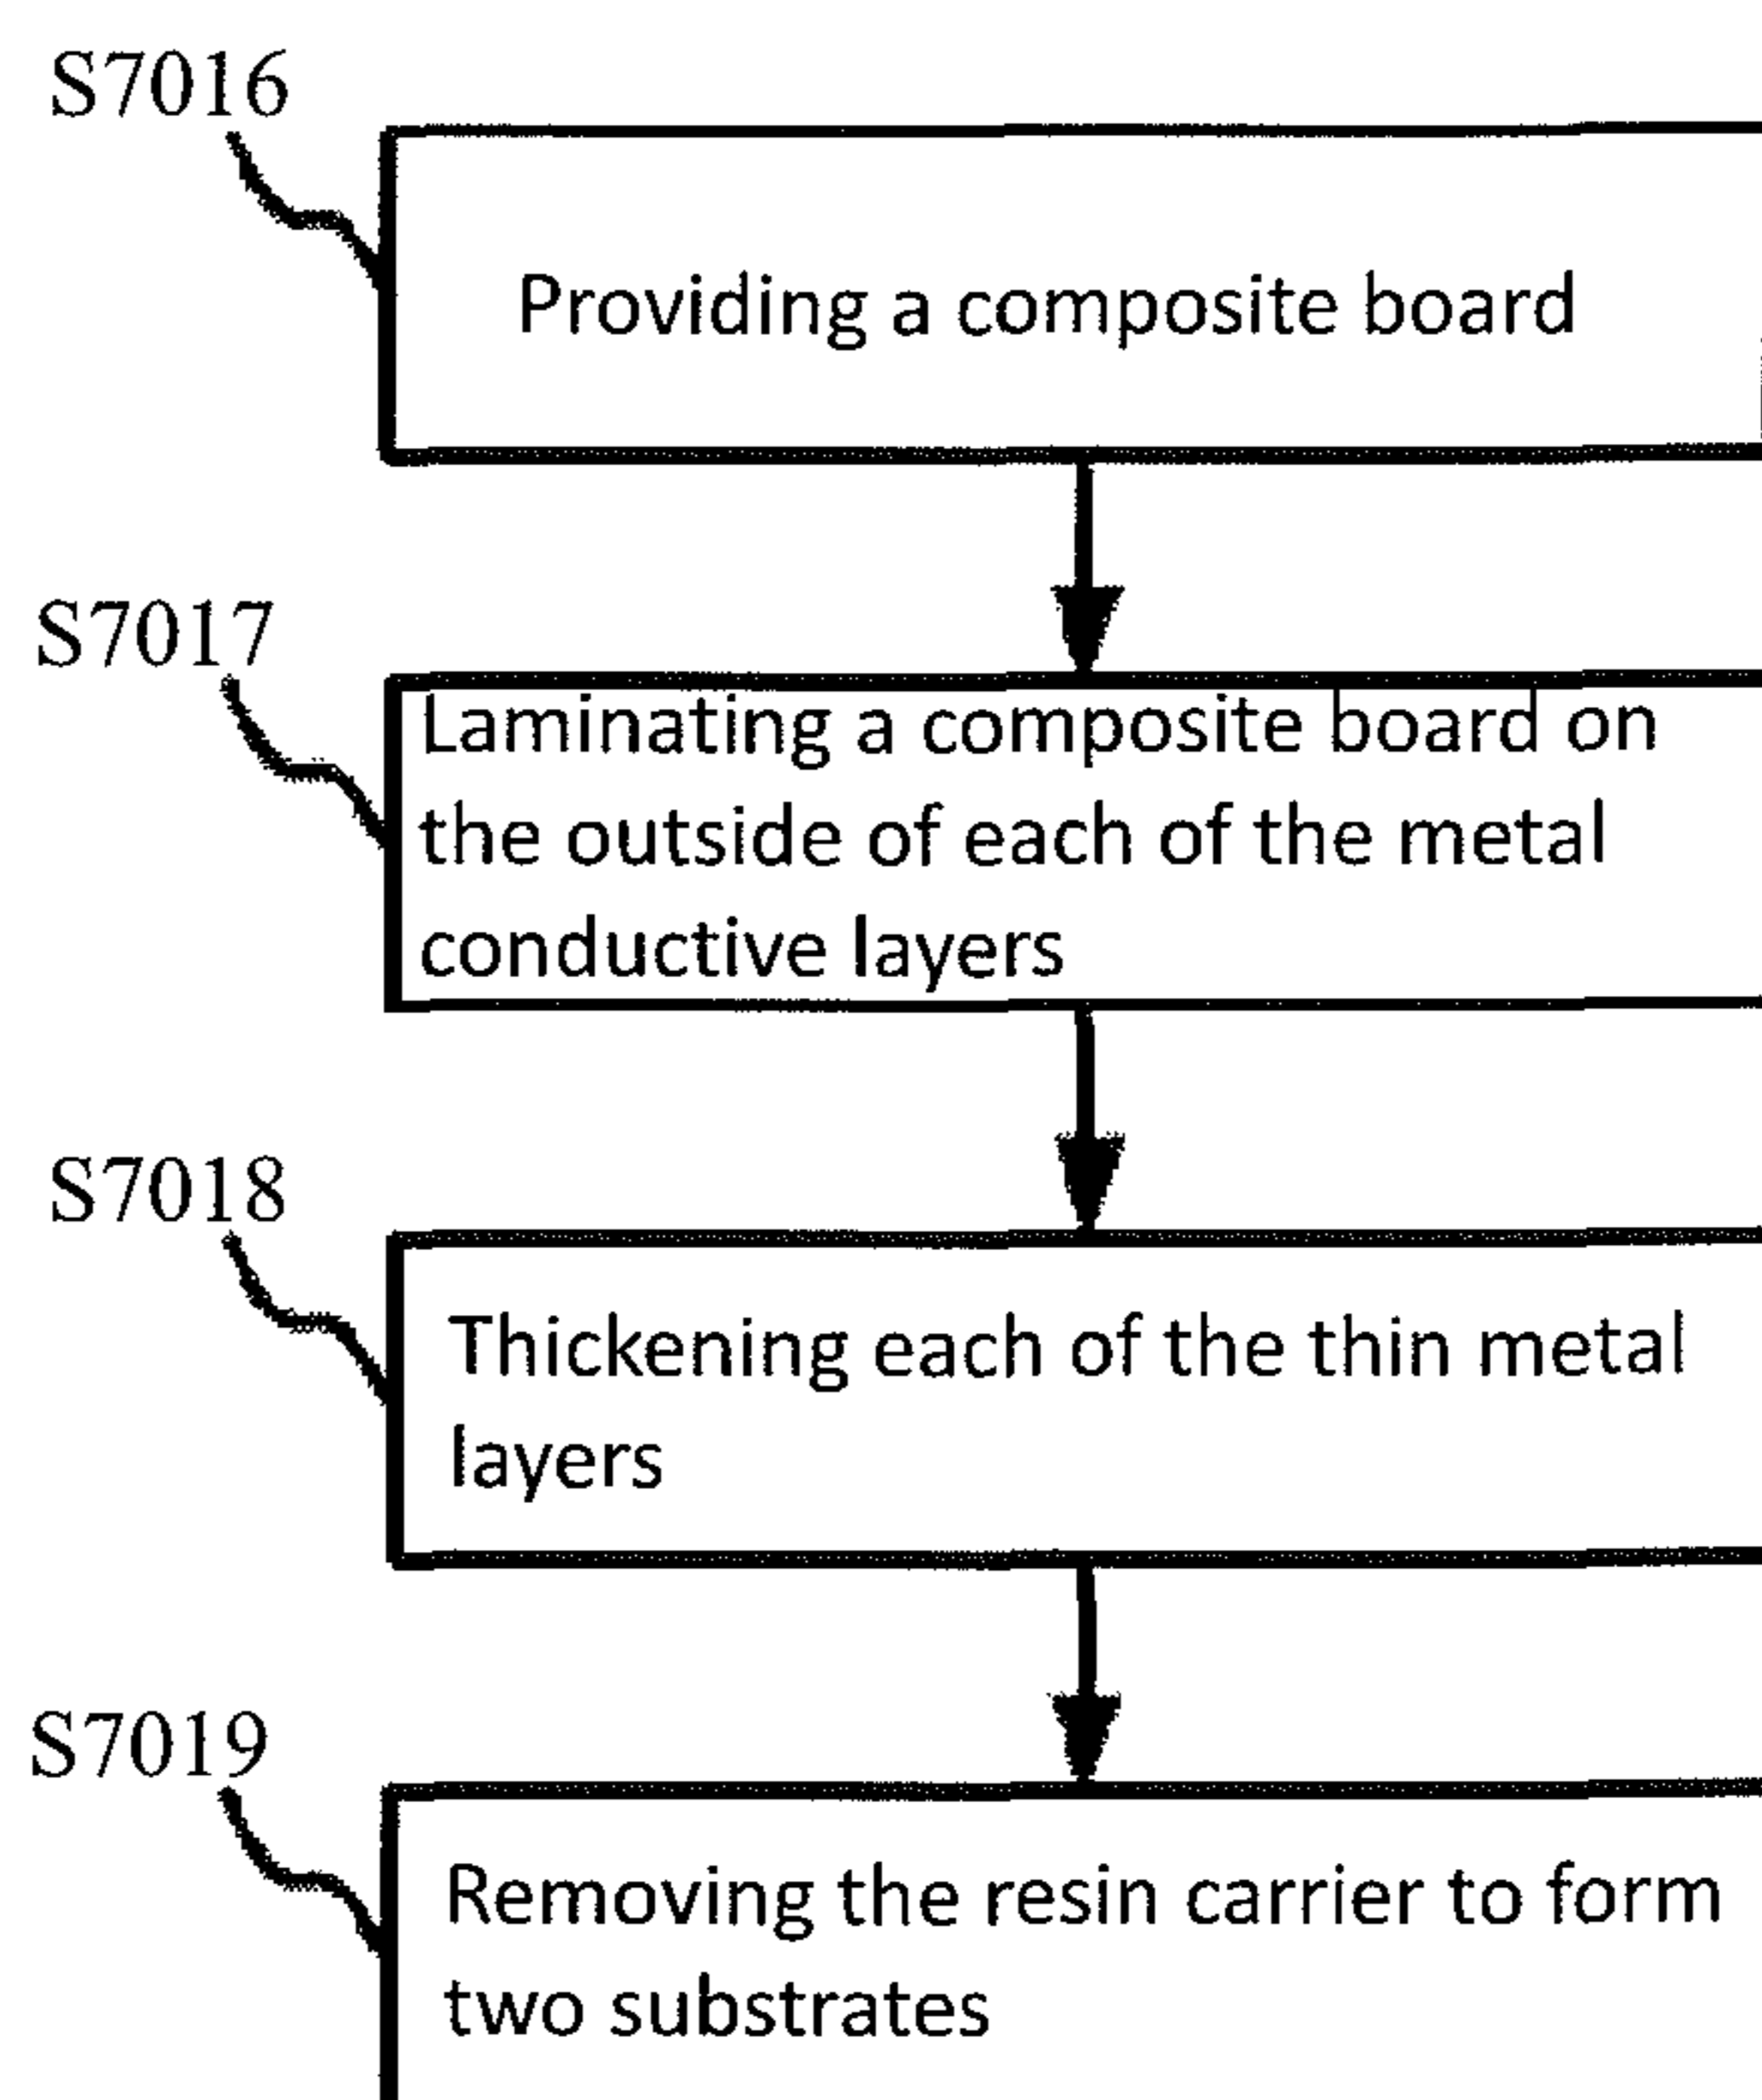 S7016
Providing a composite board
S7017
Laminating a composite board on
the outside of each of the metal
conductive layers
S7018
Thickening each of the thin metal
layers
S7019
Removing the resin carrier to form
two substrates